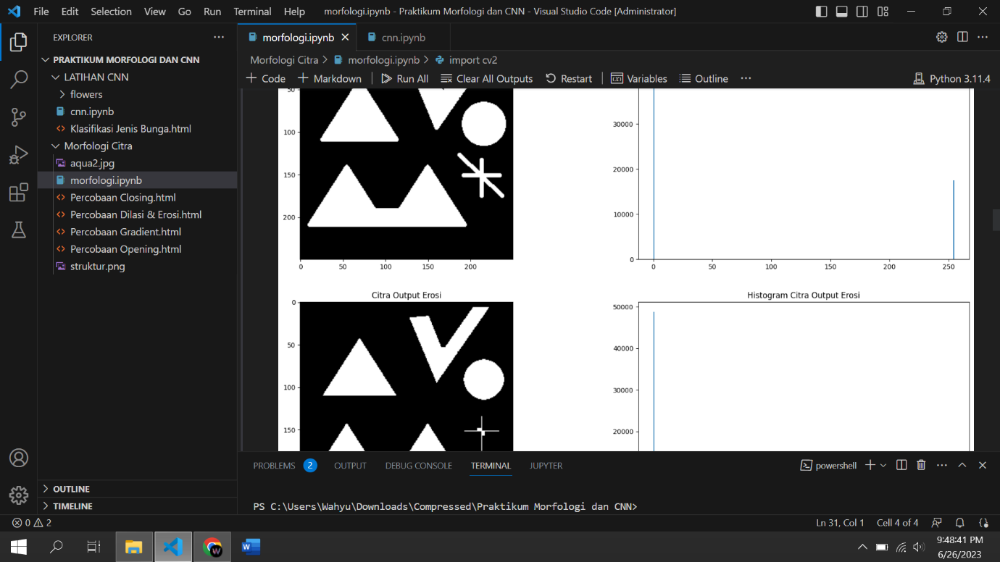 File Edit Selection View Go Run Terminal Help morfologi.ipynb - Praktikum Morfologi dan CNN - Visual Studio Code [Administrator]
EXPLORER
PRAKTIKUM MORFOLOGI DAN CNN
LATIHAN CNN
flowers
cnn.ipynb
Klasifikasi Jenis Bunga.html
Morfologi Citra
aqua2.jpg
morfologi.ipynb
Percobaan Closing.html
Percobaan Dilasi & Erosi.html
Percobaan Gradient.html
Percobaan Opening.html
struktur.png
OUTLINE
TIMELINE
morfologi.ipynb cnn.ipynb
Morfologi Citra > morfologi.ipynb > import cv2
+ Code + Markdown | Run All Clear All Outputs Restart | Variables Outline ... Python 3.11.4
50
100
150
200
0 50 100 150 200
30000
20000
10000
0
0 50 100 150 200 250
Citra Output Erosi
0
50
100
150
Histogram Citra Output Erosi
50000
40000
30000
20000
PROBLEMS 2 OUTPUT DEBUG CONSOLE TERMINAL JUPYTER powershell
PS C:\Users\Wahyu\Downloads\Compressed\Praktikum Morfologi dan CNN>
0 2 Ln 31, Col 1 Cell 4 of 4
9:48:41 PM
6/26/2023